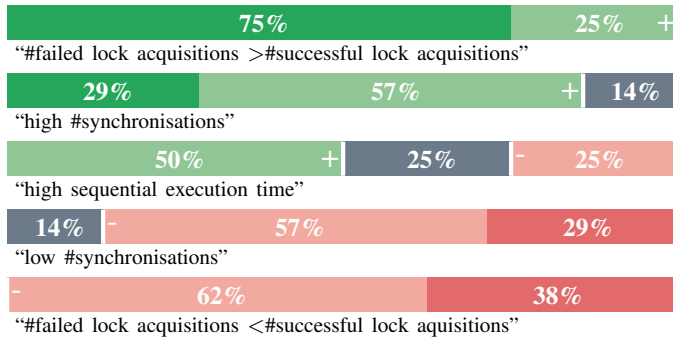 75% 25% +
“#failed lock acquisitions >#successful lock acquisitions”
29% 57% + 14%
“high #synchronisations”
50% + 25% - 25%
“high sequential execution time”
14% - 57% 29%
“low #synchronisations”
- 62% 38%
“#failed lock acquisitions <#successful lock aquisitions”